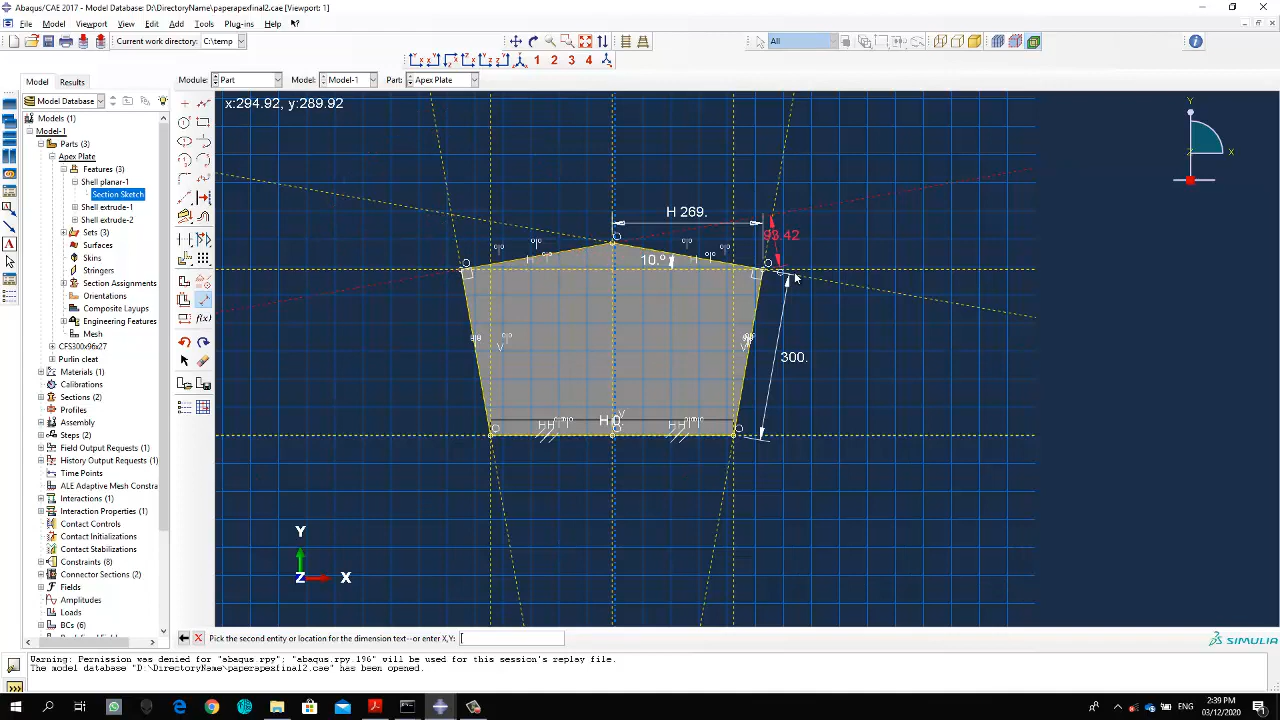 Abaqus/CAE 2017 - Model Database: D:\DirectoryName\paperapexfinal2.cae [Viewport: 1]
File Model Viewport View Edit Add Tools Plug-ins Help
Current work directory: C:\temp
All
1 2 3 4
Model Results
Module: Part Model: Model-1 Part: Apex Plate
Model Database
x:294.92, y:289.92
Models (1)
Model-1
Parts (3)
Apex Plate
Features (3)
Shell planar-1
Section Sketch
Shell extrude-1
Shell extrude-2
Sets (3)
Surfaces
Skins
Stringers
Section Assignments
Orientations
Composite Layups
Engineering Features
Mesh
CFS300x96x27
Purlin cleat
Materials (1)
Calibrations
Sections (2)
Profiles
Assembly
Steps (2)
Field Output Requests (1)
History Output Requests (1)
Time Points
ALE Adaptive Mesh Constra
Interactions (1)
Interaction Properties (1)
Contact Controls
Contact Initializations
Contact Stabilizations
Constraints (8)
Connector Sections (2)
Fields
Amplitudes
Loads
BCs (6)
f(x)
H 269.
93.42
10.°
300.
H 0.
Y
X
Z
Y
X
Z
Pick the second entity or location for the dimension text--or enter X,Y:
SIMULIA
Warning: Permission was denied for "abaqus.rpy"; "abaqus.rpy.196" will be used for this session's replay file.
The model database "D:\DirectoryName\paperapexfinal2.cae" has been opened.
2:39 PM
03/12/2020